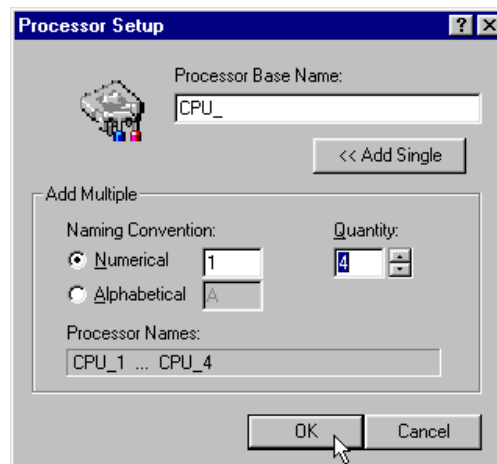 Processor Setup
Processor Base Name:
CPU_
<< Add Single
Add Multiple
Naming Convention:
Quantity:
Numerical 1
4
Alphabetical A
Processor Names:
CPU_1 ... CPU_4
OK Cancel